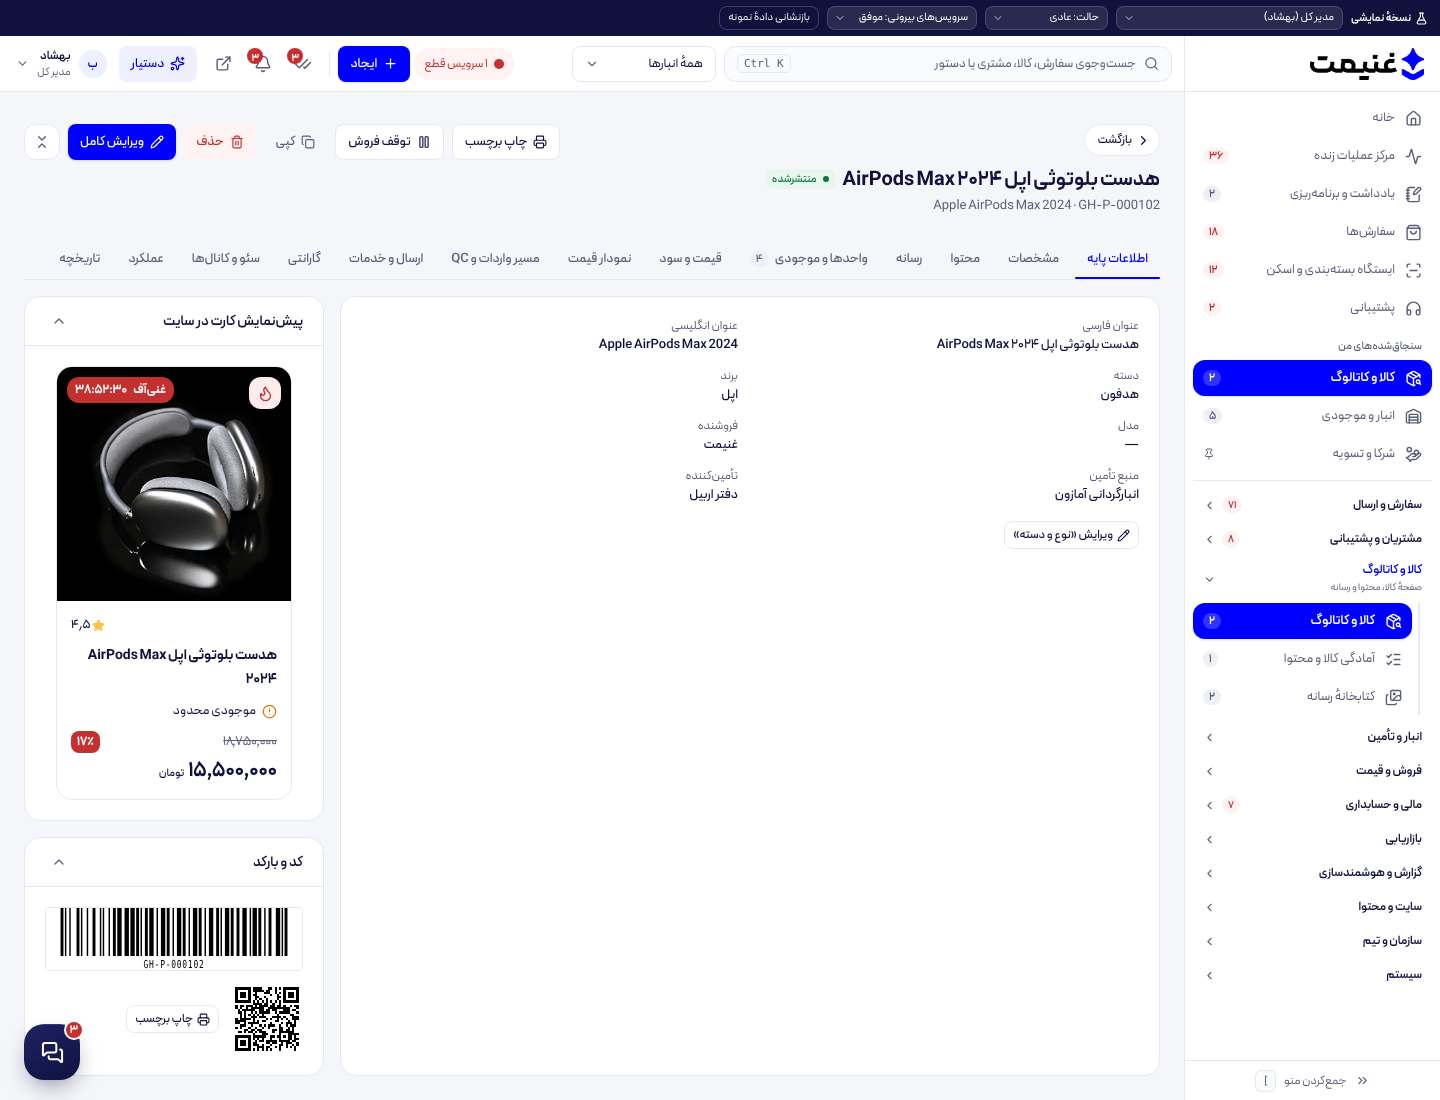 نسخهٔ نمایشی
مدیر کل (بهشاد)
حالت: عادی
سرویس‌های بیرونی: موفق
بازنشانی دادهٔ نمونه
غنیمت
جست‌وجوی سفارش، کالا، مشتری یا دستور
Ctrl K
همهٔ انبارها
۱ سرویس قطع
ایجاد
۳
۳
دستیار
ب
بهشاد
مدیر کل
خانه
مرکز عملیات زنده
۳۶
یادداشت و برنامه‌ریزی
۲
سفارش‌ها
۱۸
ایستگاه بسته‌بندی و اسکن
۱۲
پشتیبانی
۲
سنجاق‌شده‌های من
کالا و کاتالوگ
۲
انبار و موجودی
۵
شرکا و تسویه
سفارش و ارسال
۷۱
مشتریان و پشتیبانی
۸
کالا و کاتالوگ
صفحهٔ کالا، محتوا و رسانه
کالا و کاتالوگ
۲
آمادگی کالا و محتوا
۱
کتابخانهٔ رسانه
۲
انبار و تأمین
فروش و قیمت
مالی و حسابداری
۷
بازاریابی
گزارش و هوشمندسازی
سایت و محتوا
سازمان و تیم
سیستم
جمع‌کردن منو
[
بازگشت
چاپ برچسب
توقف فروش
کپی
حذف
ویرایش کامل
هدست بلوتوثی اپل AirPods Max ۲۰۲۴
منتشرشده
Apple AirPods Max 2024 · GH-P-000102
اطلاعات پایه
مشخصات
محتوا
رسانه
واحدها و موجودی
۴
قیمت و سود
نمودار قیمت
مسیر واردات و QC
ارسال و خدمات
گارانتی
سئو و کانال‌ها
عملکرد
تاریخچه
عنوان فارسی
هدست بلوتوثی اپل AirPods Max ۲۰۲۴
عنوان انگلیسی
Apple AirPods Max 2024
دسته
هدفون
برند
اپل
مدل
—
فروشنده
غنیمت
منبع تأمین
انبارگردانی آمازون
تأمین‌کننده
دفتر اربیل
ویرایش «نوع و دسته»
پیش‌نمایش کارت در سایت
غنی‌آف ۳۸:۵۲:۳۰
۴٫۵
هدست بلوتوثی اپل AirPods Max
۲۰۲۴
موجودی محدود
۱۸,۷۵۰,۰۰۰
۱۷٪
۱۵,۵۰۰,۰۰۰ تومان
کد و بارکد
GH-P-000102
چاپ برچسب
۳